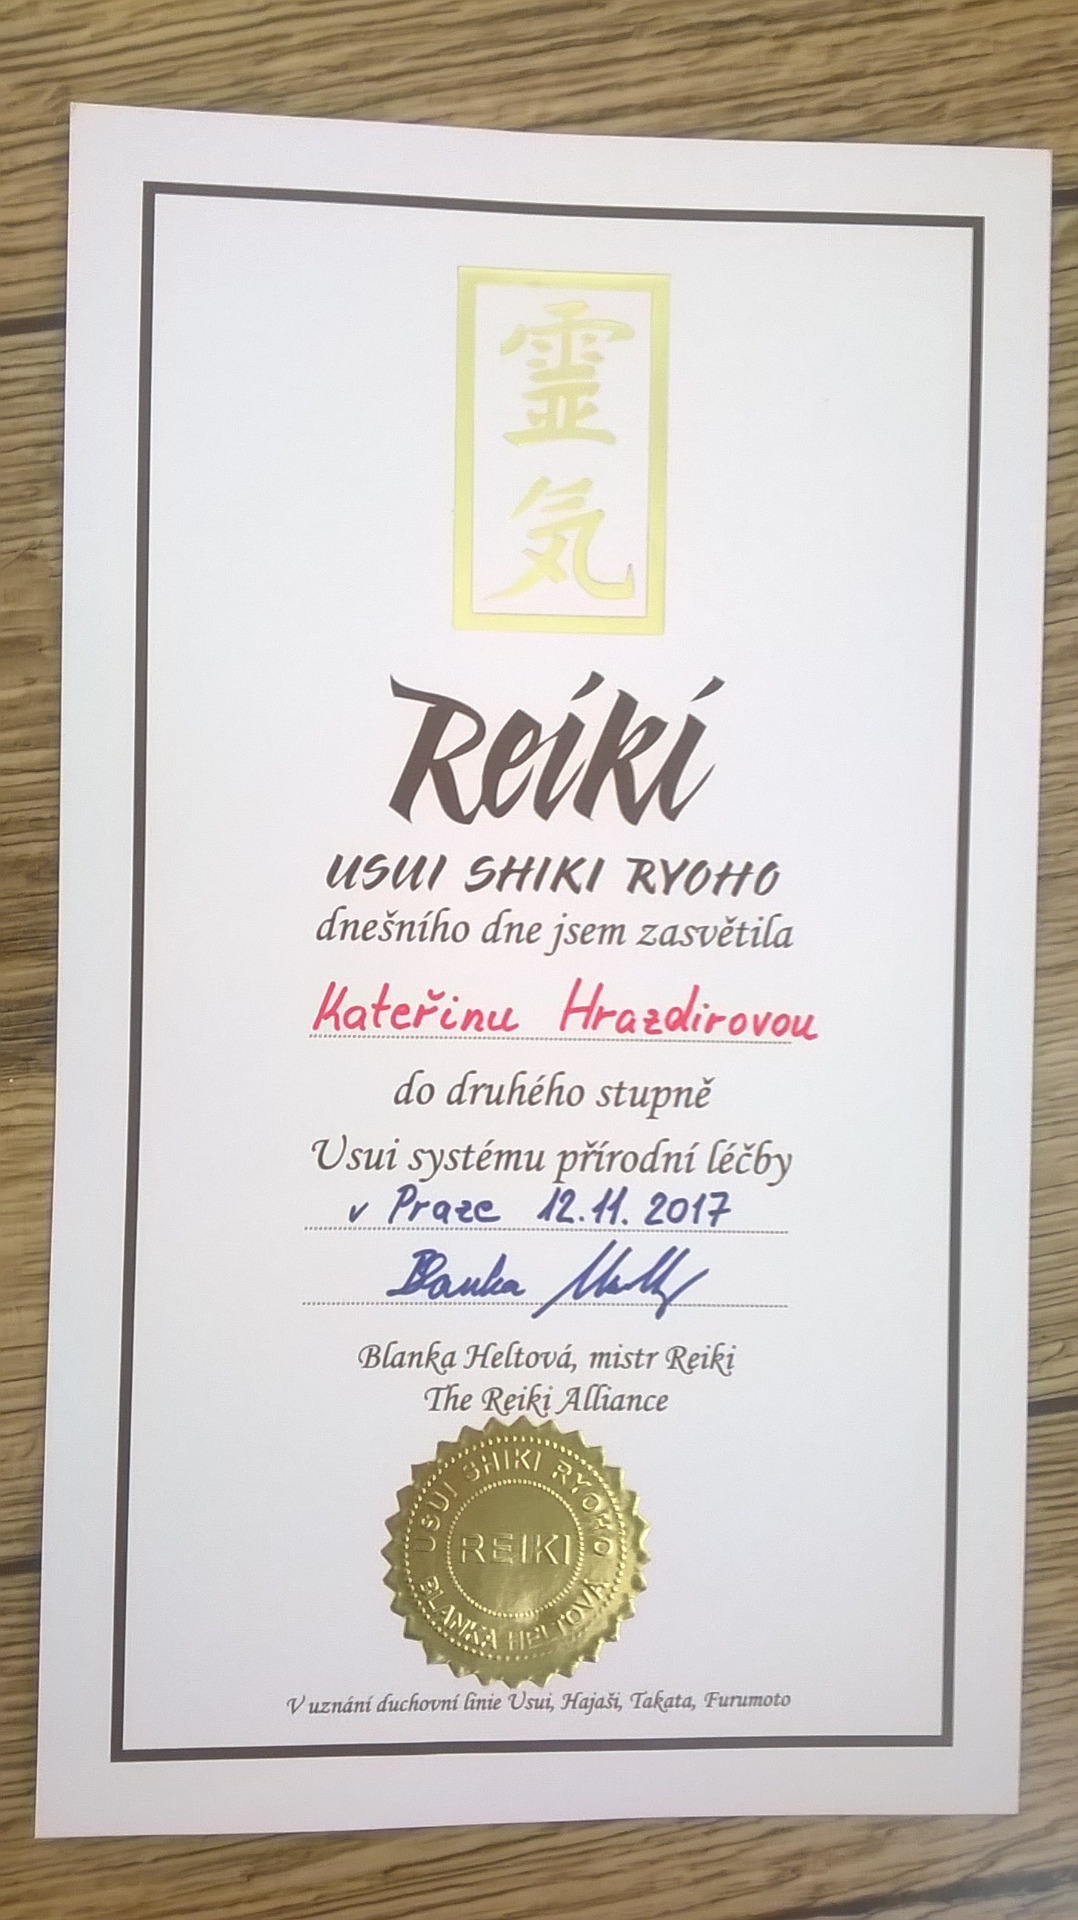 靈
気
Reiki
USUI SHIKI RYOHO
dnešního dne jsem zasvětila
Kateřinu Hrazdirovou
do druhého stupně
Usui systému přírodní léčby
v Praze 12.11.2017
Blanka
Blanka Heltová, mistr Reiki
The Reiki Alliance
USUI SHIKI RYOHO
REIKI
BLANKA HELTOVÁ
V uznání duchovní linie Usui, Hajaši, Takata, Furumoto